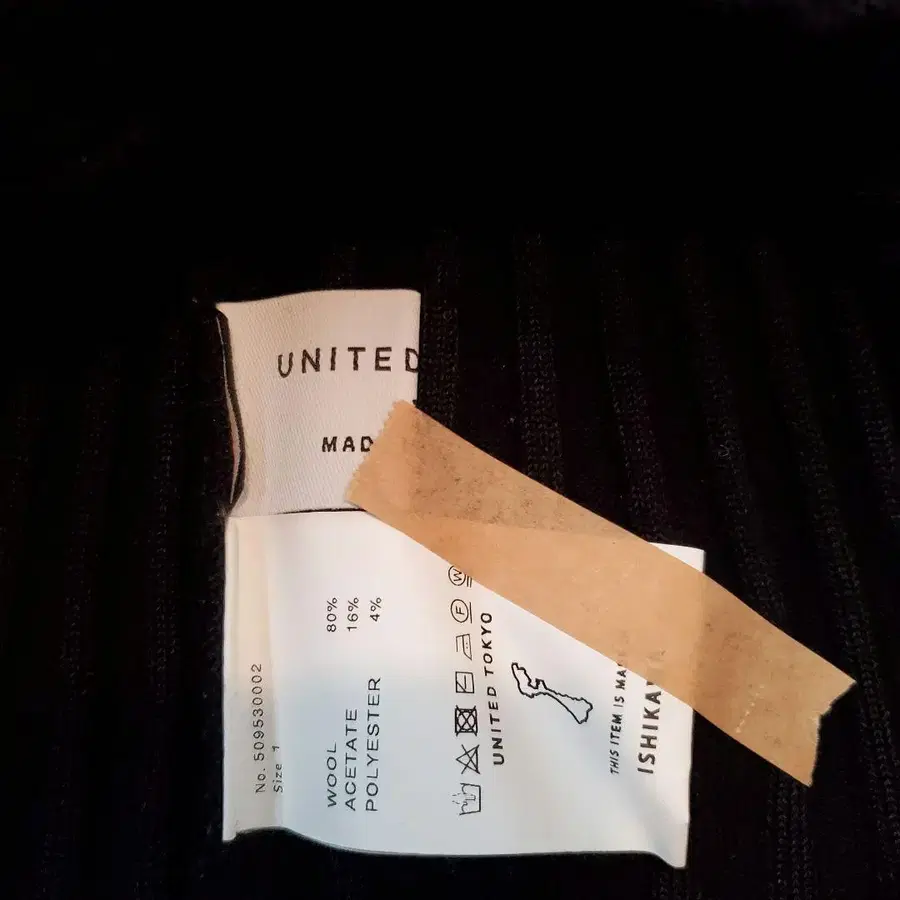 UNITED
MAD
No. 509530002
Size 1
WOOL 80%
ACETATE 16%
POLYESTER 4%
W
F
UNITED TOKYO
THIS ITEM IS MA
ISHIKA